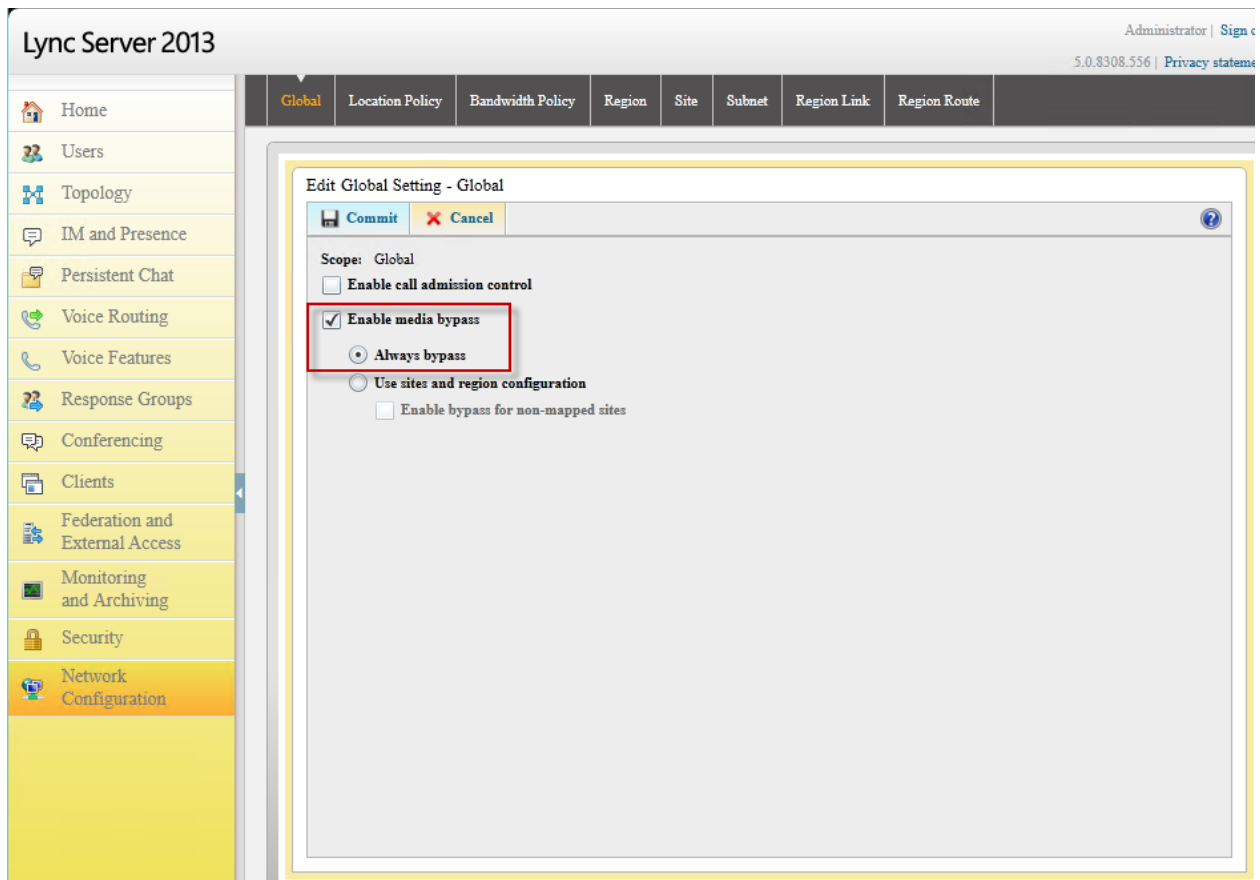 Lync Server 2013
Administrator | Sign
5.0.8308.556 | Privacy
Home
Users
Topology
IM and Presence
Persistent Chat
Voice Routing
Voice Features
Response Groups
Conferencing
Clients
Federation and
External Access
Monitoring
and Archiving
Security
Network
Configuration
Global Location Policy Bandwidth Policy Region Site Subnet Region Link Region Route
Edit Global Setting - Global
Commit Cancel
Scope: Global
Enable call admission control
Enable media bypass
Always bypass
Use sites and region configuration
Enable bypass for non-mapped sites